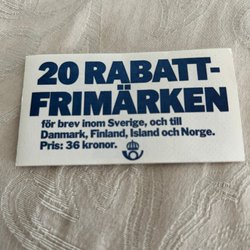 20 RABATT-
FRIMÄRKEN
för brev inom Sverige, och till
Danmark, Finland, Island och Norge.
Pris: 36 kronor.